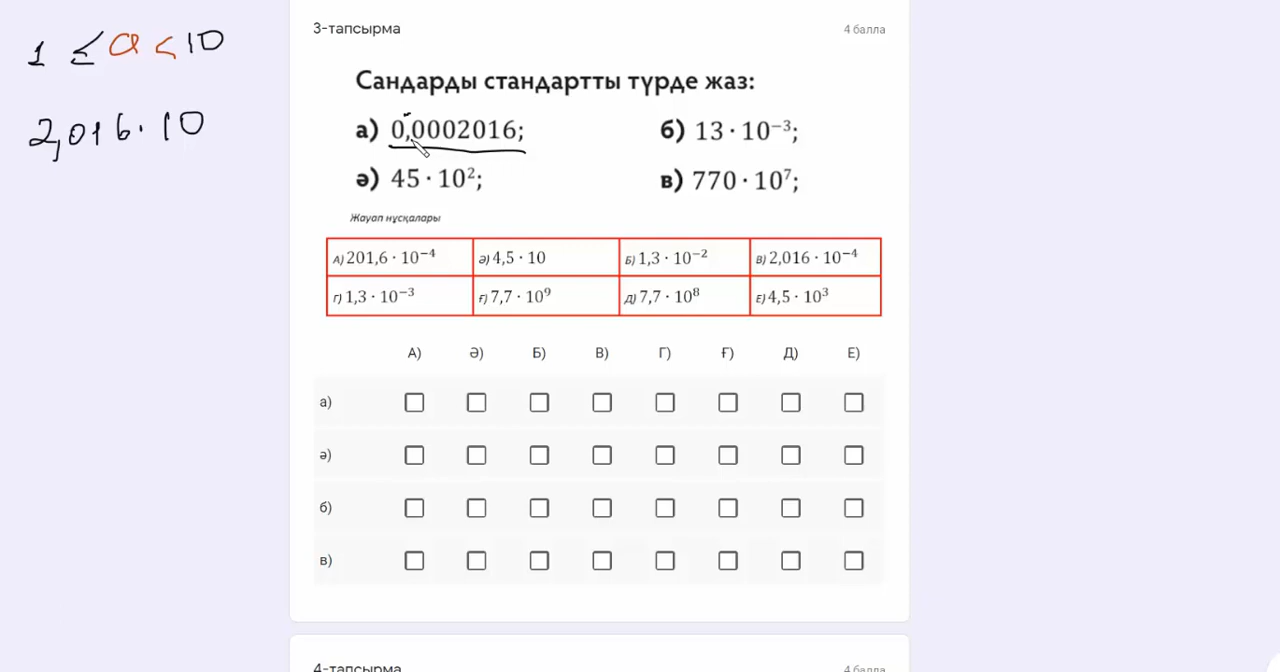 1 ≤ a < 10
2,016 · 10
3-тапсырма
4 балла
Сандарды стандартты түрде жаз:
а) 0,0002016; б) 13 · 10⁻³;
ә) 45 · 10²; в) 770 · 10⁷;
Жауап нұсқалары
А) 201,6 · 10⁻⁴ Ә) 4,5 · 10 Б) 1,3 · 10⁻² В) 2,016 · 10⁻⁴
Г) 1,3 · 10⁻³ Ғ) 7,7 · 10⁹ Д) 7,7 · 10⁸ Е) 4,5 · 10³
А) Ә) Б) В) Г) Ғ) Д) Е)
а)
ә)
б)
в)
4-тапсырма
4 балла